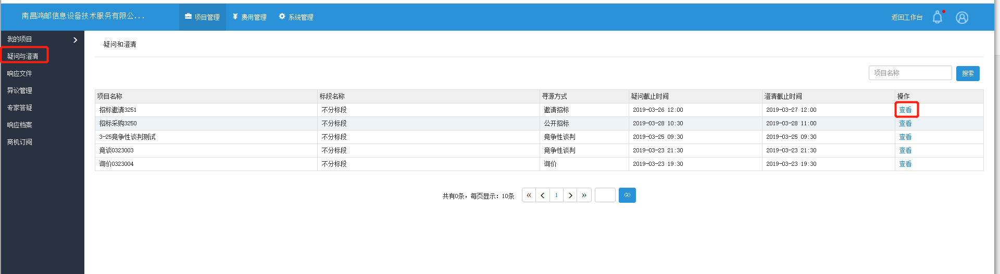 南昌鸿邮信息设备技术服务有限公... 项目管理 费用管理 系统管理 返回工作台
我的项目
疑问与澄清
响应文件
异议管理
专家答疑
响应档案
商机订阅
疑问和澄清
项目名称 搜索
项目名称 标段名称 寻源方式 疑问截止时间 澄清截止时间 操作
招标邀请3251 不分标段 邀请招标 2019-03-26 12:00 2019-03-27 12:00 查看
招标采购3250 不分标段 公开招标 2019-03-28 10:30 2019-03-28 11:00 查看
3-25竞争性谈判测试 不分标段 竞争性谈判 2019-03-25 09:30 2019-03-25 09:30 查看
竞谈0323003 不分标段 竞争性谈判 2019-03-23 21:30 2019-03-23 21:30 查看
询价0323004 不分标段 询价 2019-03-23 19:30 2019-03-23 19:30 查看
共有0条，每页显示：10条 « < 1 > » GO